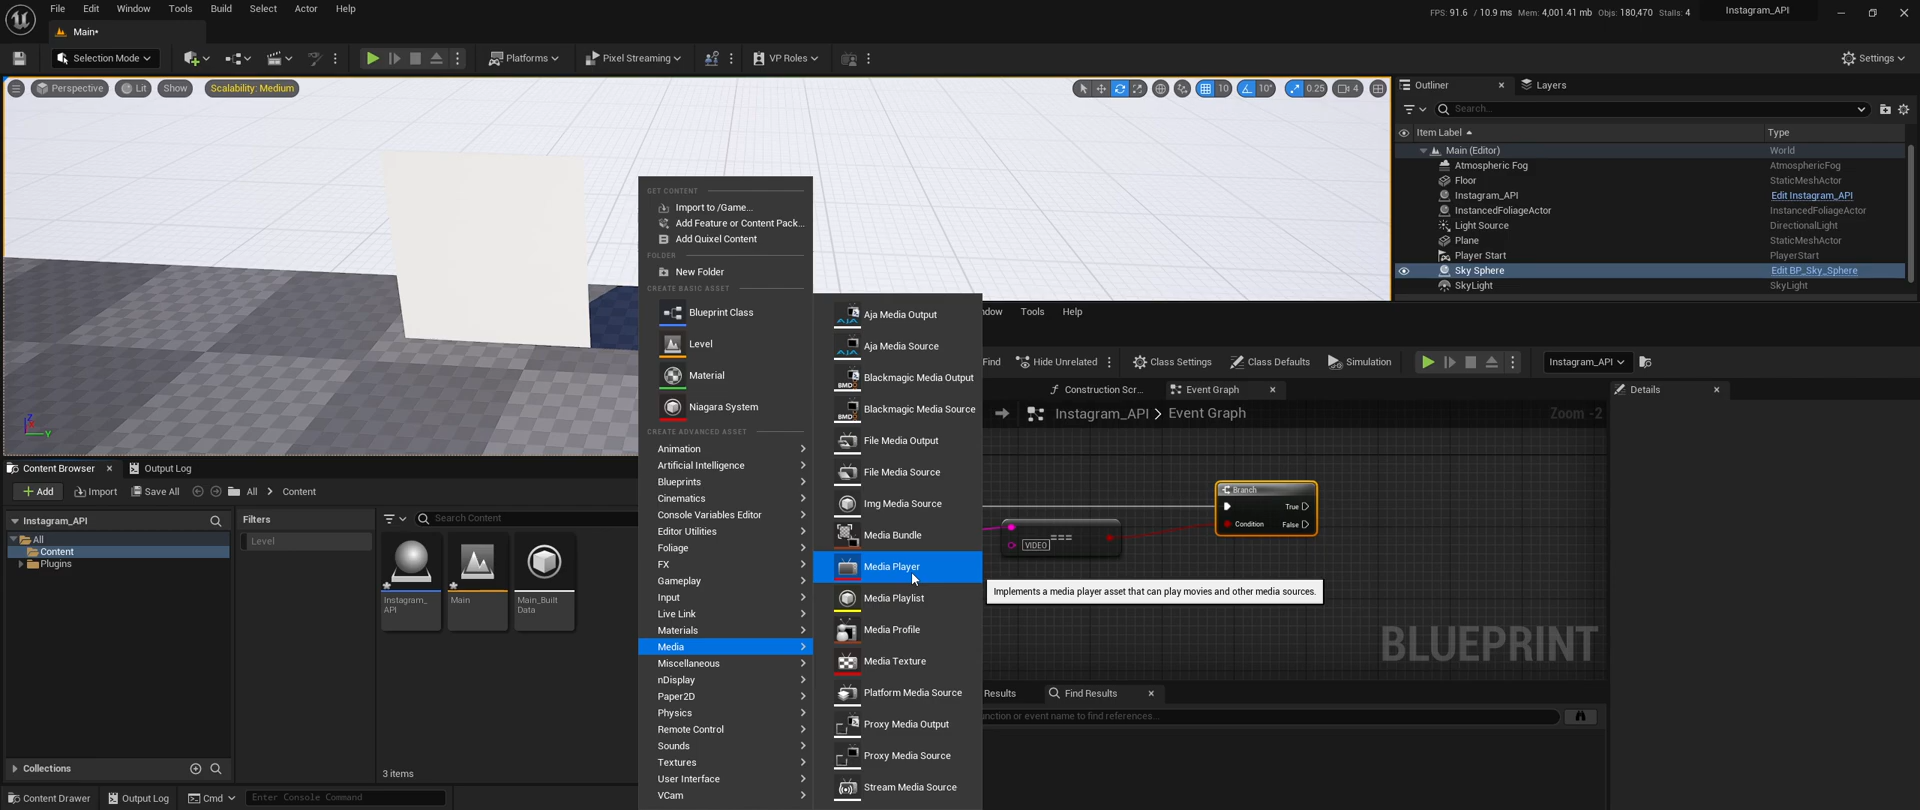 File Edit Window Tools Build Select Actor Help
FPS: 91.6 / 10.9 ms Mem: 4,001.41 mb Objs: 180,470 Stalls: 4 Instagram_API
Main*
Selection Mode Platforms Pixel Streaming VP Roles Settings
Perspective Lit Show Scalability: Medium 10 10° 0.25 4
Outliner Layers
Search...
Item Label Type
Main (Editor) World
Atmospheric Fog AtmosphericFog
Floor StaticMeshActor
Instagram_API Edit Instagram_API
InstancedFoliageActor InstancedFoliageActor
Light Source DirectionalLight
Plane StaticMeshActor
Player Start PlayerStart
Sky Sphere Edit BP_Sky_Sphere
SkyLight SkyLight
GET CONTENT
Import to /Game...
Add Feature or Content Pack...
Add Quixel Content
FOLDER
New Folder
CREATE BASIC ASSET
Blueprint Class
Level
Material
Niagara System
CREATE ADVANCED ASSET
Animation
Artificial Intelligence
Blueprints
Cinematics
Console Variables Editor
Editor Utilities
Foliage
FX
Gameplay
Input
Live Link
Materials
Media
Miscellaneous
nDisplay
Paper2D
Physics
Remote Control
Sounds
Textures
User Interface
VCam
Aja Media Output
Aja Media Source
Blackmagic Media Output
Blackmagic Media Source
File Media Output
File Media Source
Img Media Source
Media Bundle
Media Player
Media Playlist
Media Profile
Media Texture
Platform Media Source
Proxy Media Output
Proxy Media Source
Stream Media Source
Implements a media player asset that can play movies and other media sources.
ndow Tools Help
Find Hide Unrelated Class Settings Class Defaults Simulation Instagram_API
Construction Scr... Event Graph Details
Instagram_API > Event Graph Zoom -2
Branch
True
Condition False
VIDEO ===
BLUEPRINT
Results Find Results
unction or event name to find references...
Content Browser Output Log
Add Import Save All All Content
Instagram_API
All
Content
Plugins
Filters
Level
Search Content
Instagram_
API
Main
Main_Built
Data
Collections 3 items
Content Drawer Output Log Cmd Enter Console Command
Z
Y